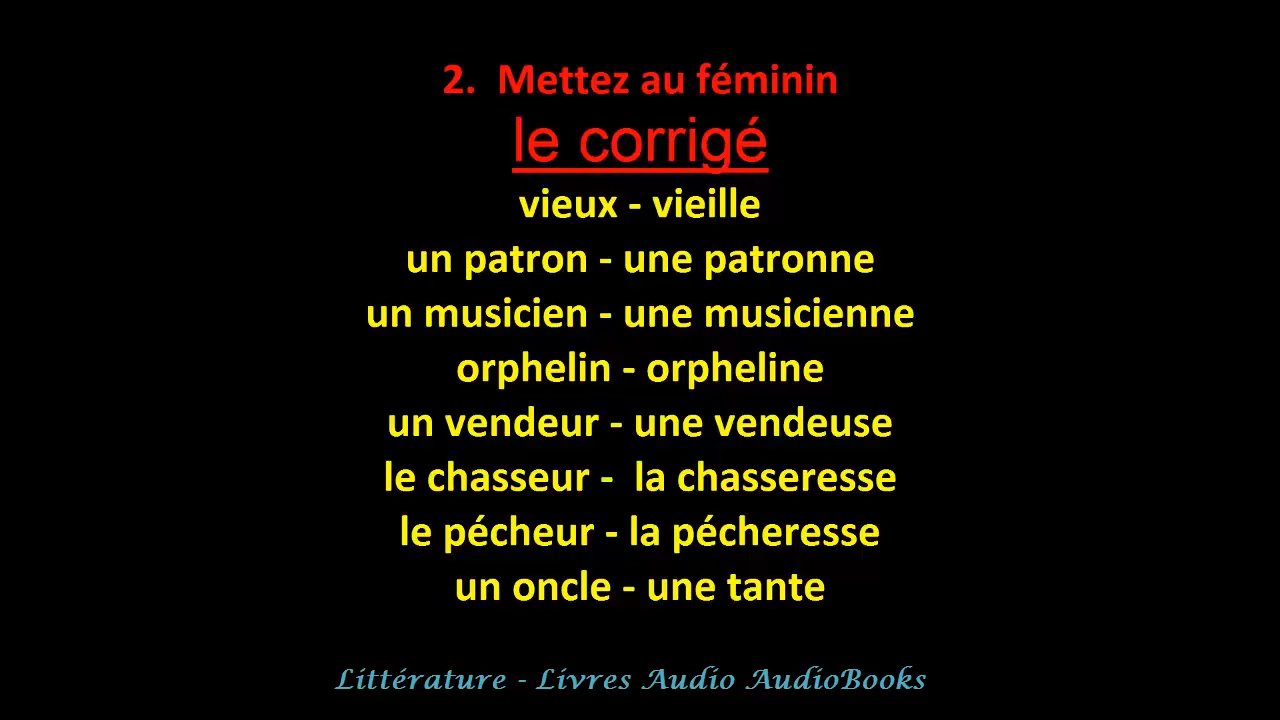 2. Mettez au féminin
le corrigé
vieux - vieille
un patron - une patronne
un musicien - une musicienne
orphelin - orpheline
un vendeur - une vendeuse
le chasseur - la chasseresse
le pécheur - la pécheresse
un oncle - une tante
Littérature - Livres Audio AudioBooks